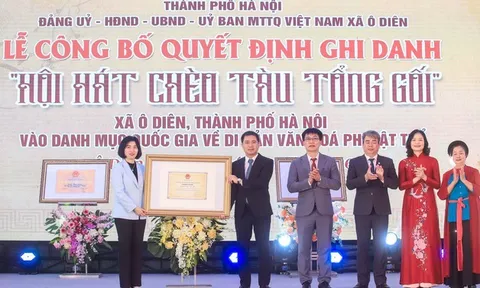 THÀNH PHỐ HÀ NỘI
ĐẢNG UỶ - HĐND - UBND - UỶ BAN MTTQ VIỆT NAM XÃ Ô DIÊN
LỄ CÔNG BỐ QUYẾT ĐỊNH GHI DANH
"HỘI HÁT CHÈO TÀU TỔNG GỐI"
XÃ Ô DIÊN, THÀNH PHỐ HÀ NỘI
VÀO DANH MỤC QUỐC GIA VỀ DI SẢN VĂN HOÁ PHI VẬT THỂ